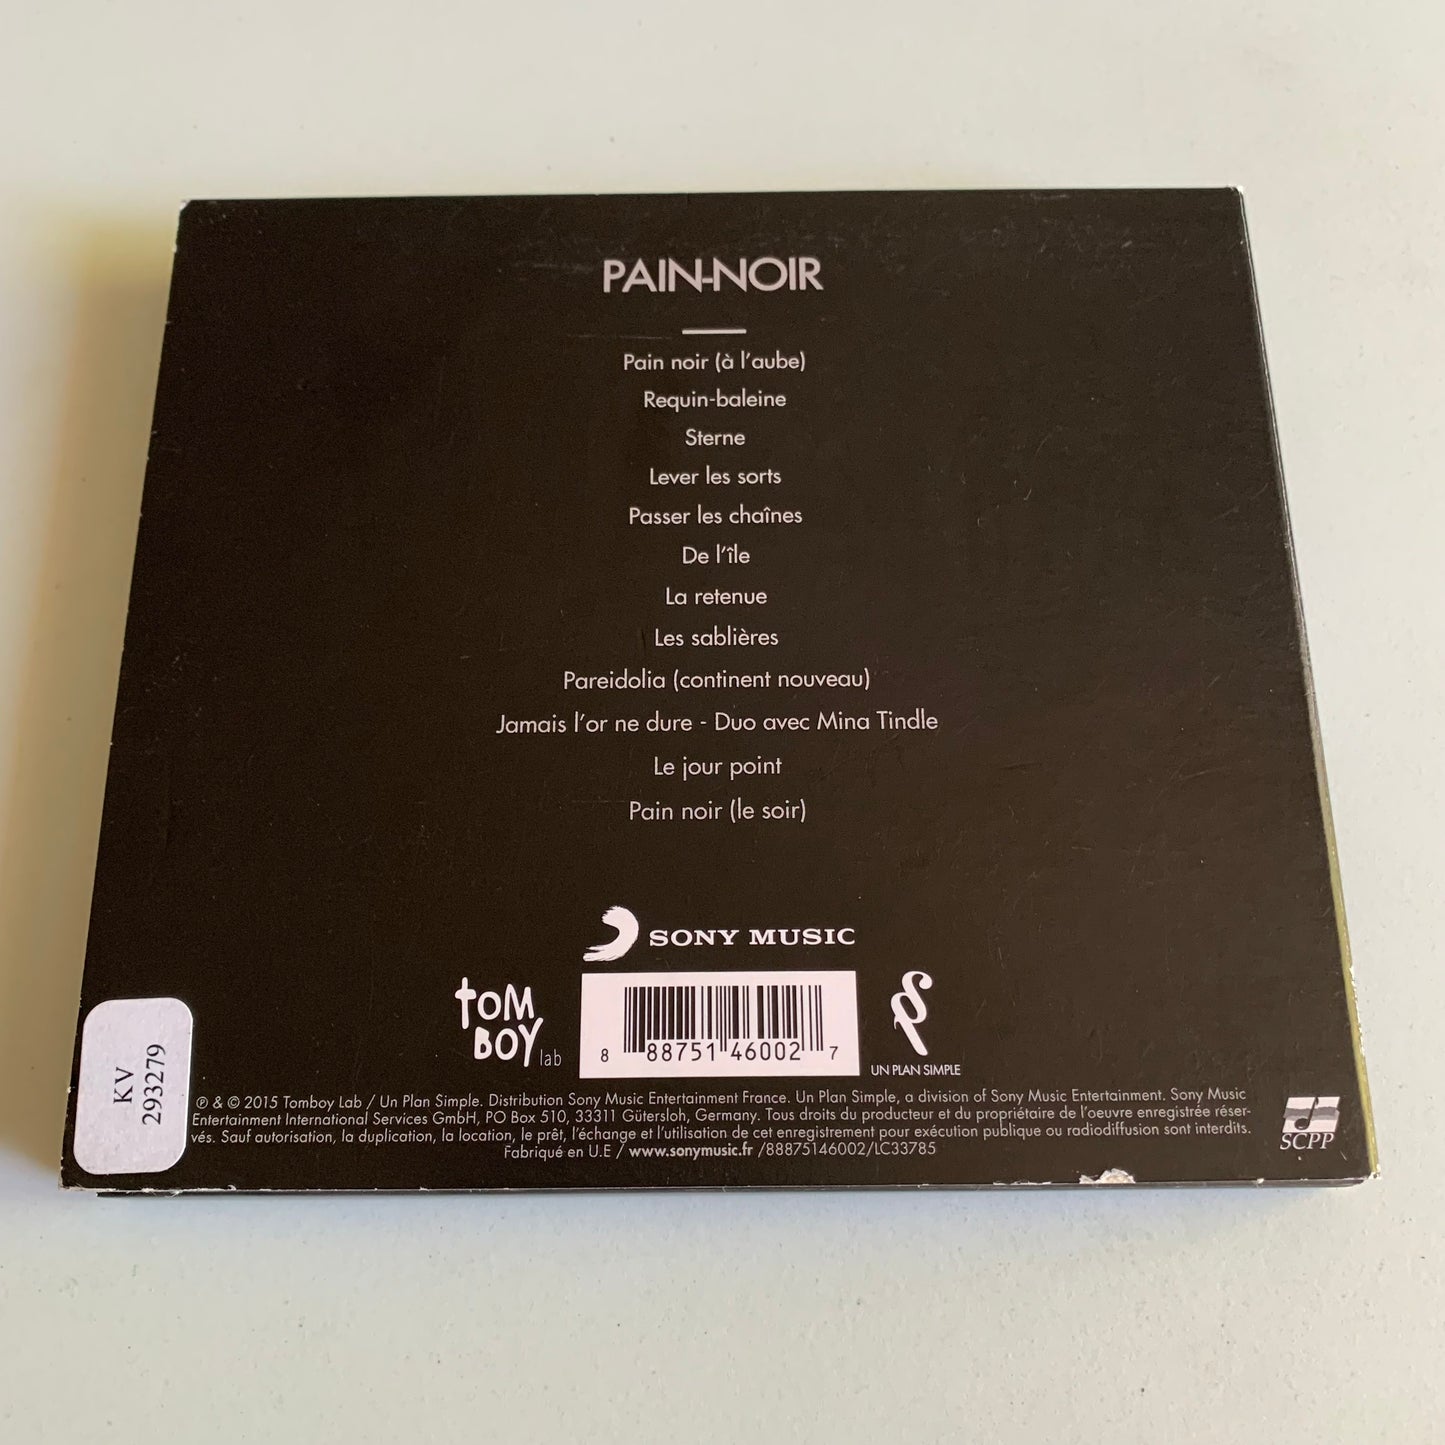 PAIN-NOIR
Pain noir (à l'aube)
Requin-baleine
Sterne
Lever les sorts
Passer les chaînes
De l'île
La retenue
Les sablières
Pareidolia (continent nouveau)
Jamais l'or ne dure - Duo avec Mina Tindle
Le jour point
Pain noir (le soir)
SONY MUSIC
TOM
BOY lab
8 88751 46002 7
UN PLAN SIMPLE
KV
293279
℗ & © 2015 Tomboy Lab / Un Plan Simple. Distribution Sony Music Entertainment France. Un Plan Simple, a division of Sony Music Entertainment. Sony Music
Entertainment International Services GmbH, PO Box 510, 33311 Gütersloh, Germany. Tous droits du producteur et du propriétaire de l'oeuvre enregistrée réser-
vés. Sauf autorisation, la duplication, la location, le prêt, l'échange et l'utilisation de cet enregistrement pour exécution publique ou radiodiffusion sont interdits.
Fabriqué en U.E / www.sonymusic.fr /88875146002/LC33785
SCPP